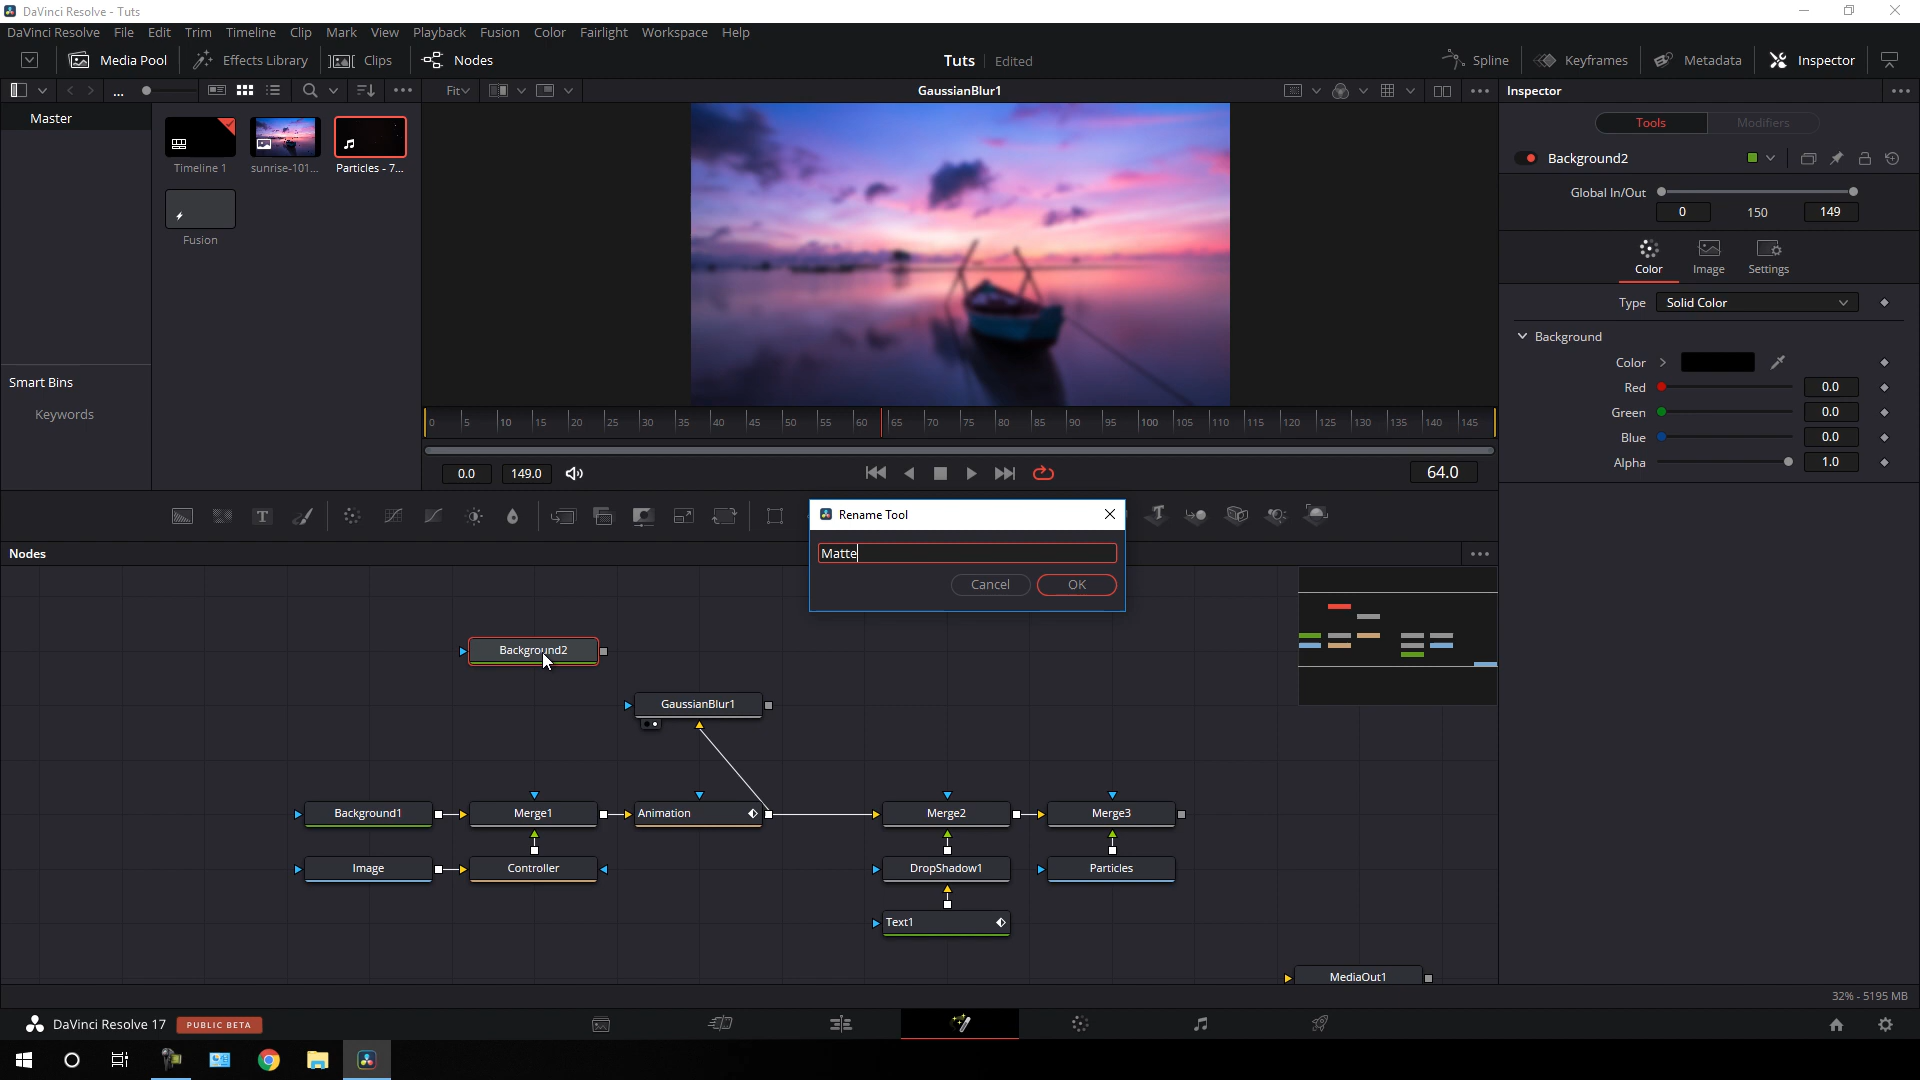 DaVinci Resolve - Tuts
DaVinci Resolve File Edit Trim Timeline Clip Mark View Playback Fusion Color Fairlight Workspace Help
Media Pool Effects Library Clips Nodes Tuts Edited Spline Keyframes Metadata Inspector
... Fit GaussianBlur1 Inspector
Master
Tools Modifiers
Timeline 1 sunrise-101... Particles - 7...
Background2
Global In/Out
0 150 149
Fusion
Color Image Settings
Type Solid Color
Background
Color
Red 0.0
Green 0.0
Blue 0.0
Alpha 1.0
Smart Bins
Keywords
0 5 10 15 20 25 30 35 40 45 50 55 60 65 70 75 80 85 90 95 100 105 110 115 120 125 130 135 140 145
0.0 149.0 64.0
Rename Tool
Matte
Cancel OK
Nodes
Background2
GaussianBlur1
Background1 Merge1 Animation Merge2 Merge3
Image Controller DropShadow1 Particles
Text1
MediaOut1
32% - 5195 MB
DaVinci Resolve 17 PUBLIC BETA